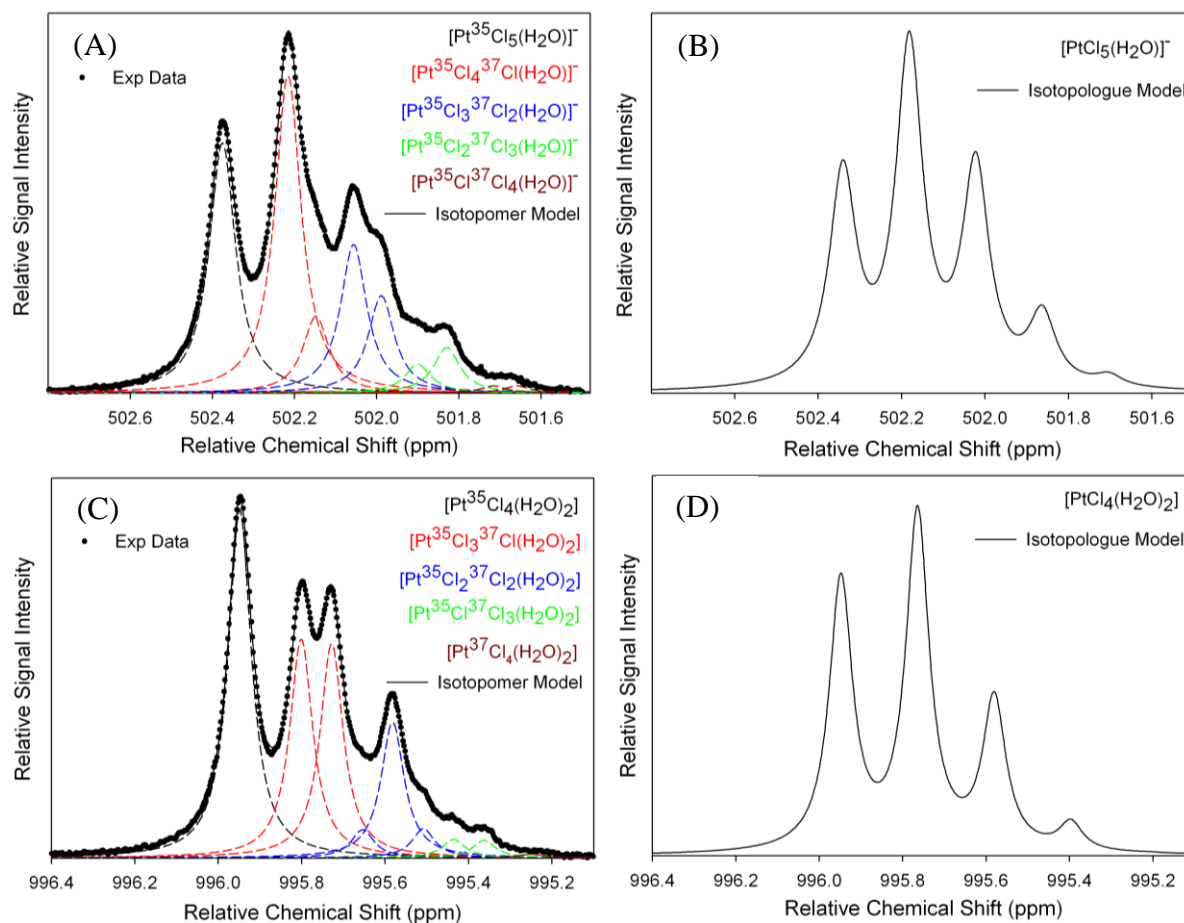 (A)
[Pt³⁵Cl₅(H₂O)]⁻
• Exp Data
[Pt³⁵Cl₄³⁷Cl(H₂O)]⁻
[Pt³⁵Cl₃³⁷Cl₂(H₂O)]⁻
[Pt³⁵Cl₂³⁷Cl₃(H₂O)]⁻
[Pt³⁵Cl³⁷Cl₄(H₂O)]⁻
Isotopomer Model
Relative Signal Intensity
502.6 502.4 502.2 502.0 501.8 501.6
Relative Chemical Shift (ppm)
(B)
[PtCl₅(H₂O)]⁻
Isotopologue Model
Relative Signal Intensity
502.6 502.4 502.2 502.0 501.8 501.6
Relative Chemical Shift (ppm)
(C)
[Pt³⁵Cl₄(H₂O)₂]
• Exp Data
[Pt³⁵Cl₃³⁷Cl(H₂O)₂]
[Pt³⁵Cl₂³⁷Cl₂(H₂O)₂]
[Pt³⁵Cl³⁷Cl₃(H₂O)₂]
[Pt³⁷Cl₄(H₂O)₂]
Isotopomer Model
Relative Signal Intensity
996.4 996.2 996.0 995.8 995.6 995.4 995.2
Relative Chemical Shift (ppm)
(D)
[PtCl₄(H₂O)₂]
Isotopologue Model
Relative Signal Intensity
996.4 996.2 996.0 995.8 995.6 995.4 995.2
Relative Chemical Shift (ppm)